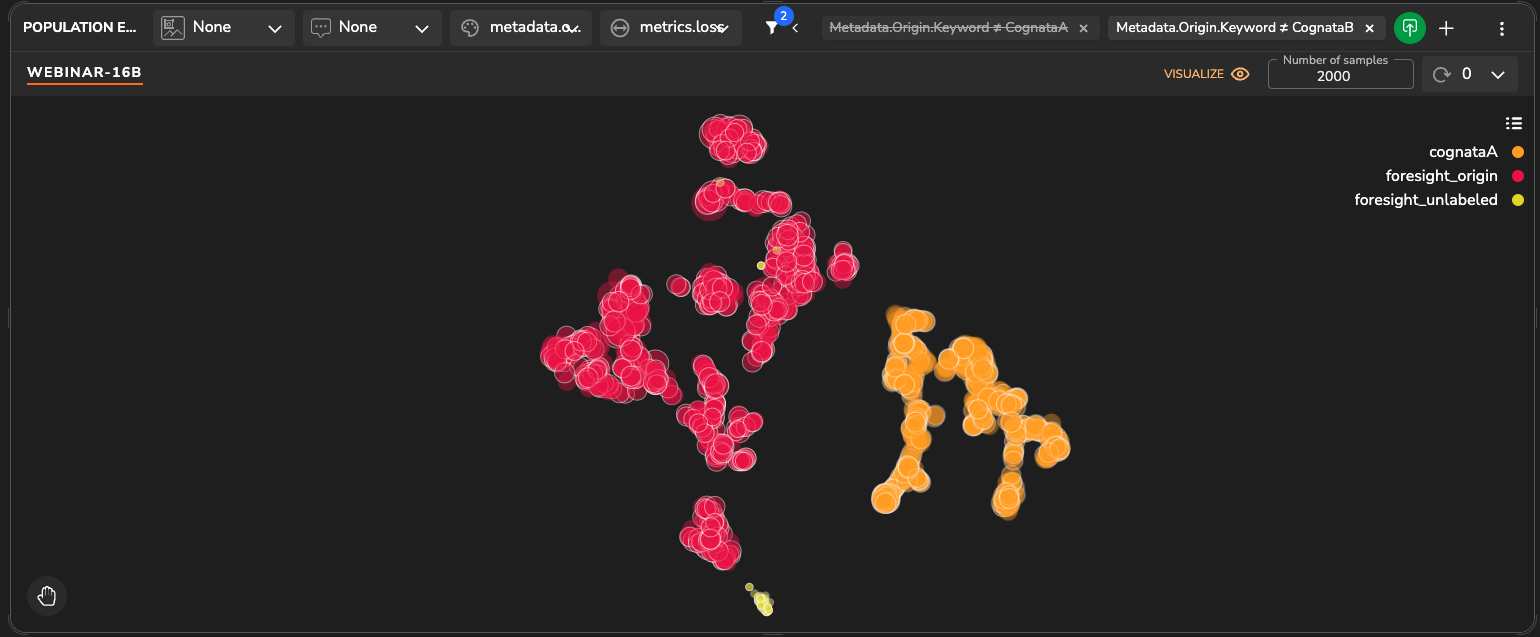 POPULATION E...
None
None
metadata.o..
metrics.loss
2
Metadata.Origin.Keyword ≠ CognataA
Metadata.Origin.Keyword ≠ CognataB
WEBINAR-16B
VISUALIZE
Number of samples
2000
0
cognataA
foresight_origin
foresight_unlabeled